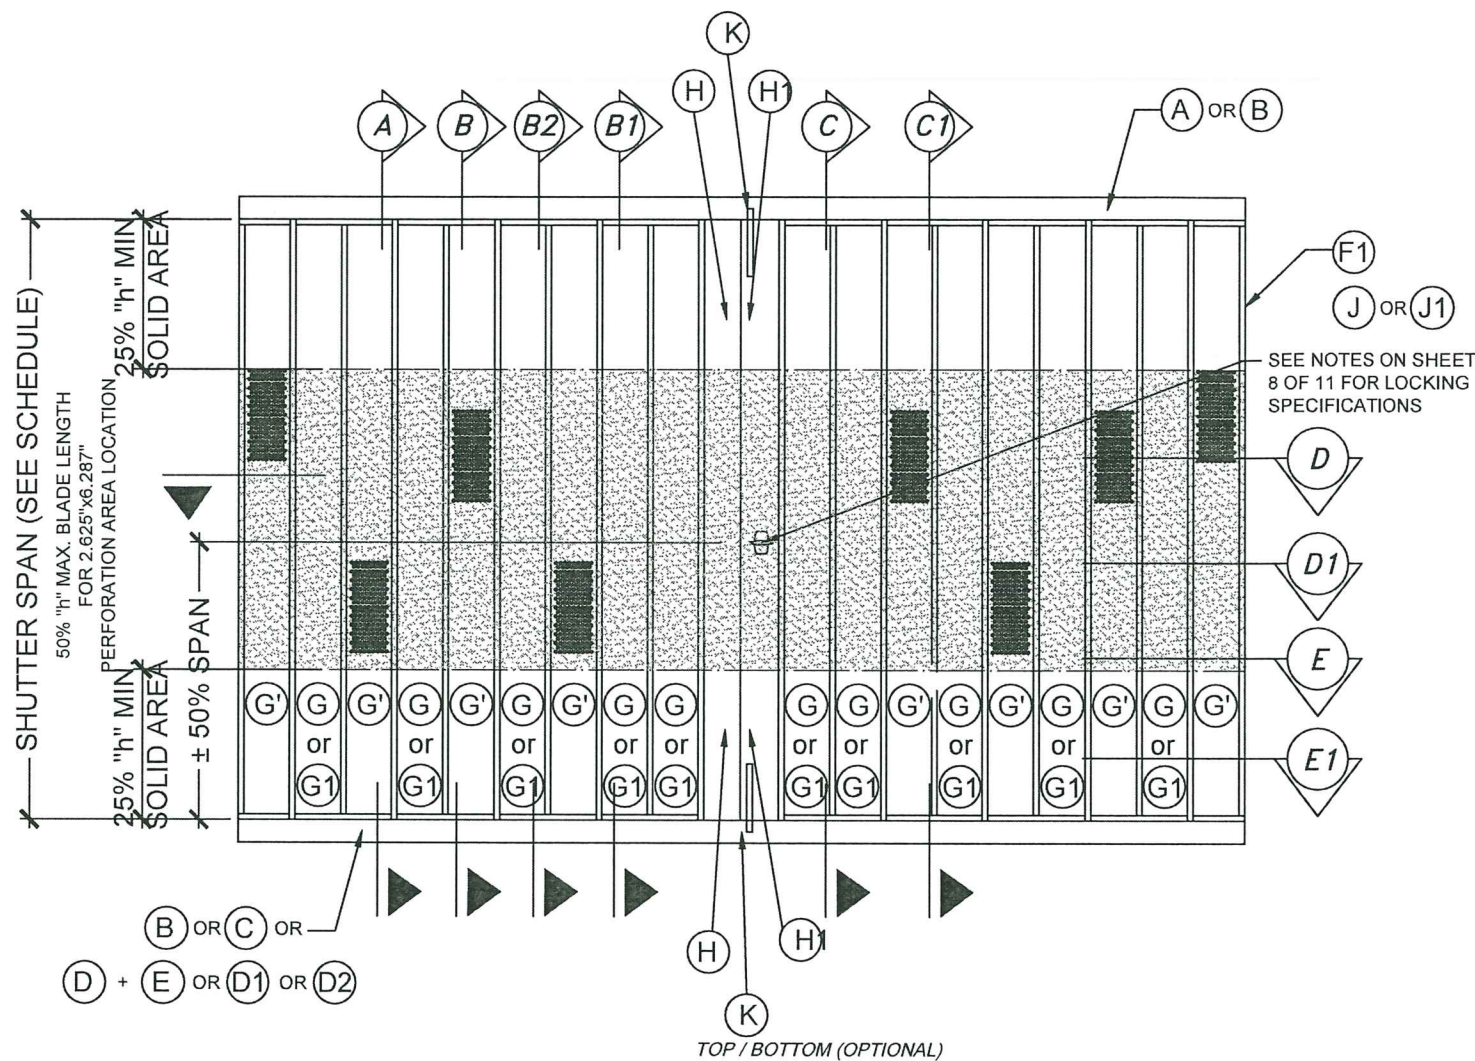 K
H
H1
A
B
B2
B1
C
C1
A OR B
F1
J OR J1
SEE NOTES ON SHEET
8 OF 11 FOR LOCKING
SPECIFICATIONS
SHUTTER SPAN (SEE SCHEDULE)
25% "h" MIN
SOLID AREA
50% "h" MAX. BLADE LENGTH
FOR 2.625"x6.287"
PERFORATION AREA LOCATION
± 50% SPAN
25% "h" MIN
SOLID AREA
D
D1
E
E1
G' G G' G G' G G' G G G G G' G G' G G' G G'
or or or or or or or or or or
G1 G1 G1 G1 G1 G1 G1 G1 G1 G1
B OR C OR
D + E OR D1 OR D2
H
H1
K
TOP / BOTTOM (OPTIONAL)